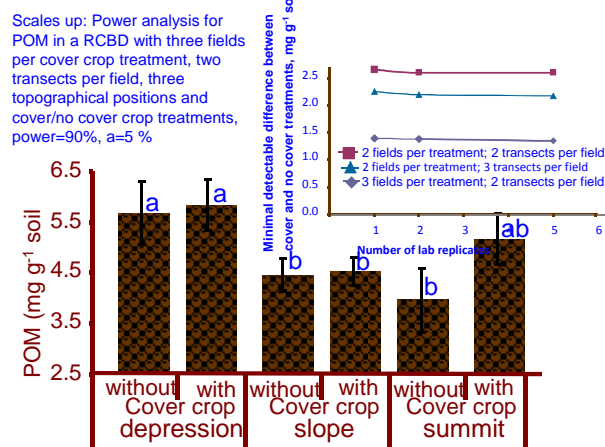 Scales up: Power analysis for
POM in a RCBD with three fields
per cover crop treatment, two
transects per field, three
topographical positions and
cover/no cover crop treatments,
power=90%, a=5 %
Minimal detectable difference between
cover and no cover treatments, mg g-1 so
2.5
2.0
1.5
1.0
0.5
0.0
2 fields per treatment; 2 transects per field
2 fields per treatment; 3 transects per field
3 fields per treatment; 2 transects per field
1 2 3 4 5 6
Number of lab replicates
POM (mg g-1 soil
6.5
5.5
4.5
3.5
2.5
a a b b b ab
without with without with without with
Cover crop Cover crop Cover crop
depression slope summit